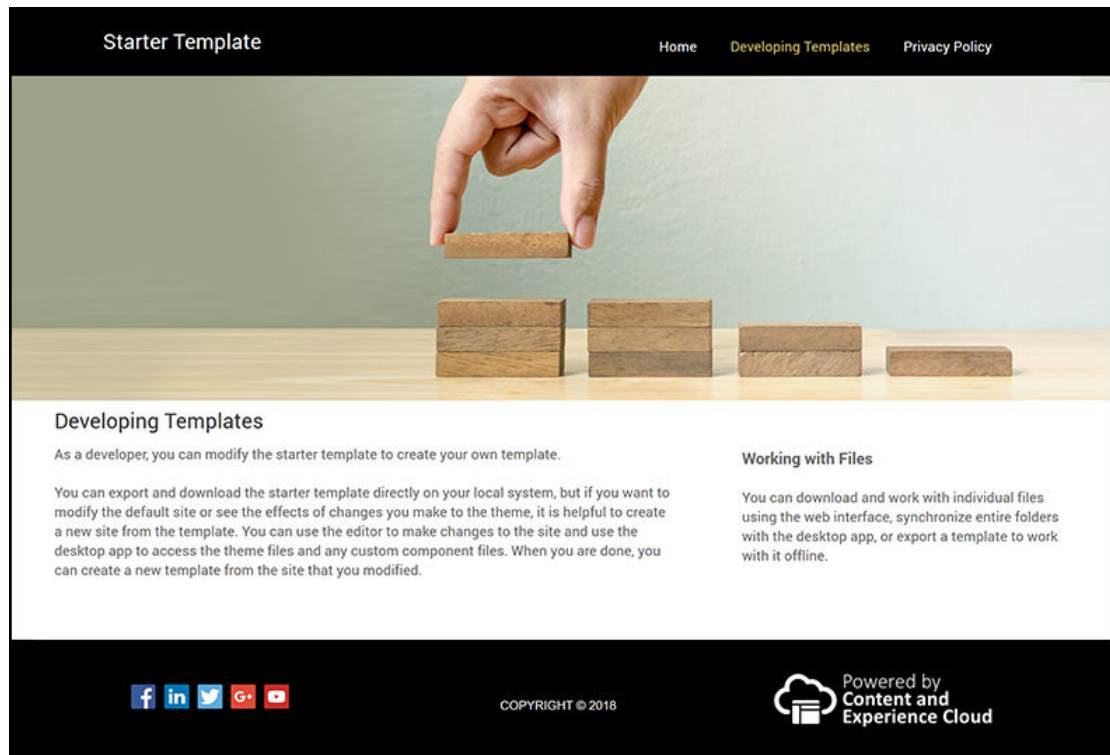 Starter Template
Home Developing Templates Privacy Policy
Developing Templates
As a developer, you can modify the starter template to create your own template.
You can export and download the starter template directly on your local system, but if you want to
modify the default site or see the effects of changes you make to the theme, it is helpful to create
a new site from the template. You can use the editor to make changes to the site and use the
desktop app to access the theme files and any custom component files. When you are done, you
can create a new template from the site that you modified.
Working with Files
You can download and work with individual files
using the web interface, synchronize entire folders
with the desktop app, or export a template to work
with it offline.
f in G+
COPYRIGHT © 2018
Powered by
Content and
Experience Cloud